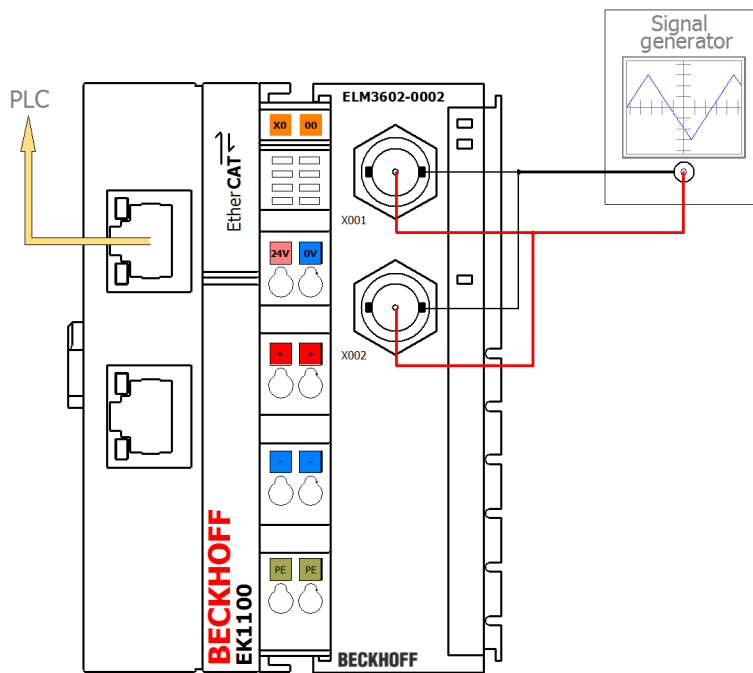 Signal
generator
PLC
EtherCAT
X0 00
24V 0V
+ +
- -
PE PE
BECKHOFF
EK1100
ELM3602-0002
X001
X002
BECKHOFF